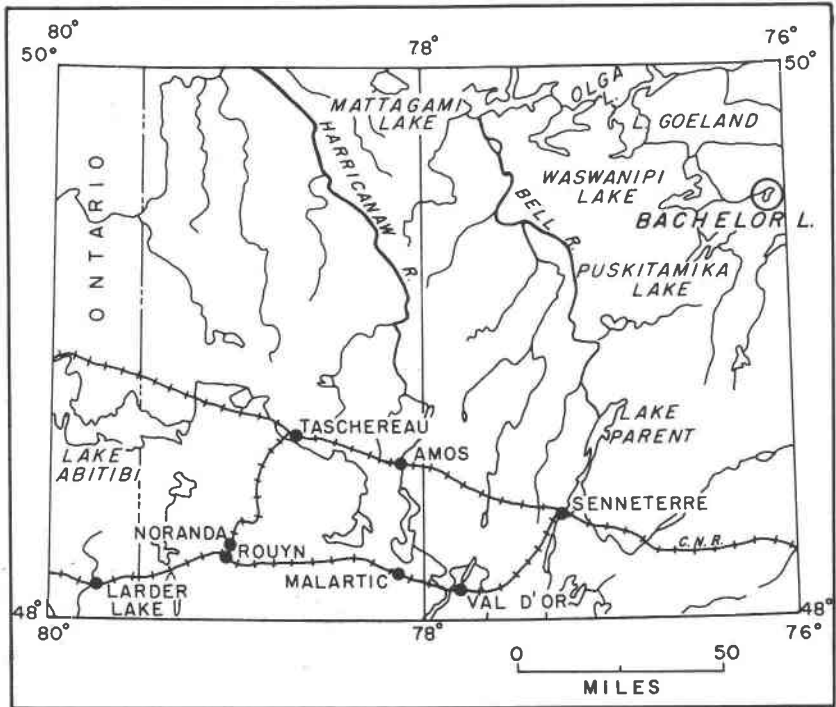 80°
78°
76°
50°
50°
MATTAGAMI
LAKE
OLGA
L.
L. GOELAND
HARRICANAW
R.
ONTARIO
WASWANIPI
LAKE
BELL R.
BACHELOR L.
PUSKITAMIKA
LAKE
TASCHEREAU
LAKE
PARENT
LAKE
ABITIBI
AMOS
SENNETERRE
NORANDA
ROUYN
C.N.R.
MALARTIC
LARDER
LAKE
VAL D'OR
48°
48°
80°
78°
76°
0 50
MILES